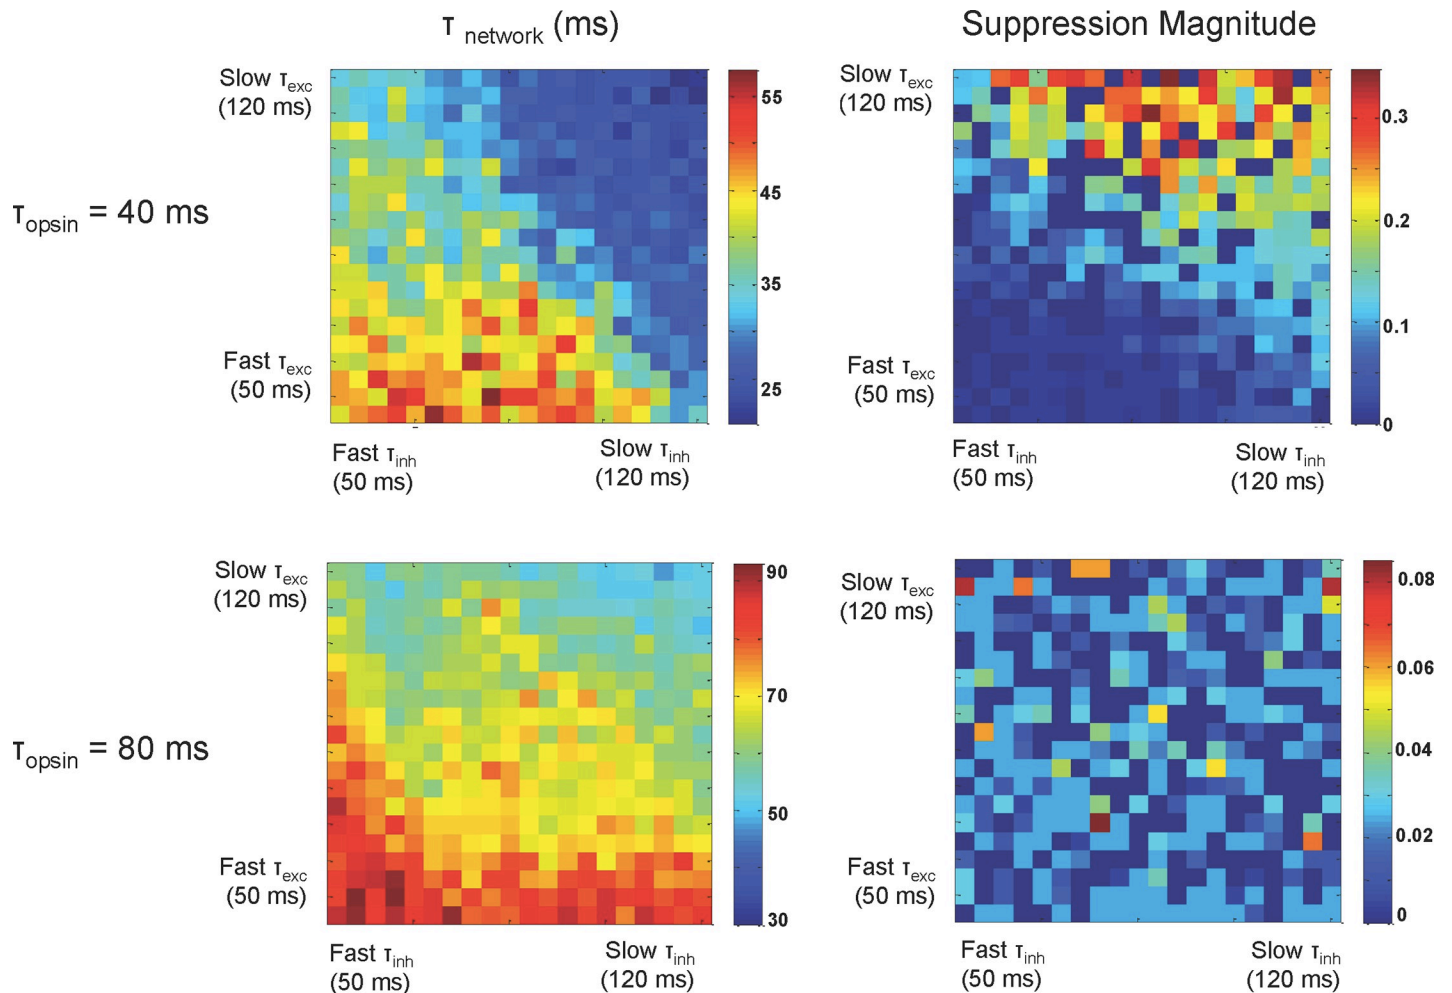 τ network (ms)
Suppression Magnitude
Slow τexc
(120 ms)
55
45
35
25
τopsin = 40 ms
Fast τexc
(50 ms)
Fast τinh
(50 ms)
Slow τinh
(120 ms)
Slow τexc
(120 ms)
0.3
0.2
0.1
0
Fast τexc
(50 ms)
Fast τinh
(50 ms)
Slow τinh
(120 ms)
Slow τexc
(120 ms)
90
70
50
30
τopsin = 80 ms
Fast τexc
(50 ms)
Fast τinh
(50 ms)
Slow τinh
(120 ms)
Slow τexc
(120 ms)
0.08
0.06
0.04
0.02
0
Fast τexc
(50 ms)
Fast τinh
(50 ms)
Slow τinh
(120 ms)